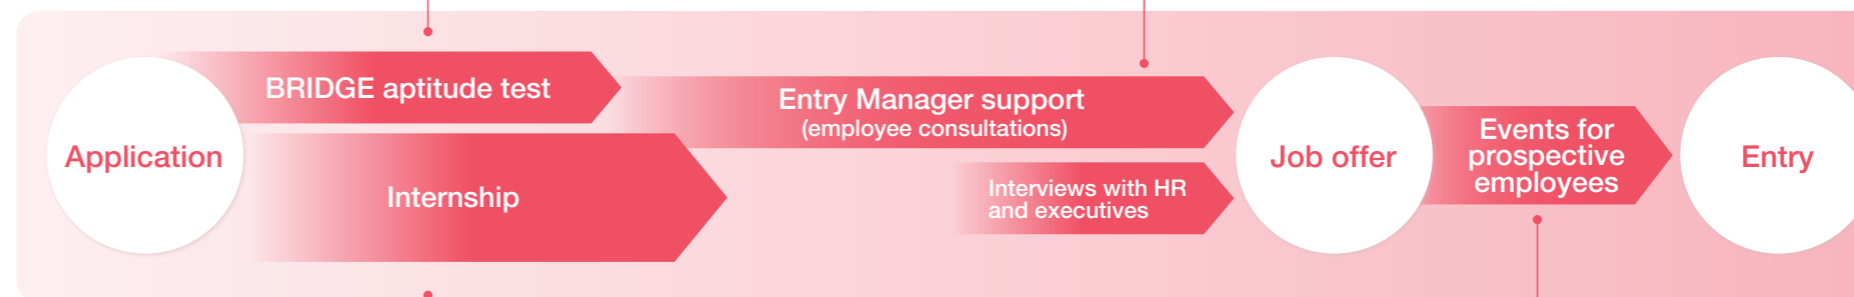 Application
BRIDGE aptitude test
Internship
Entry Manager support
(employee consultations)
Interviews with HR
and executives
Job offer
Events for
prospective
employees
Entry